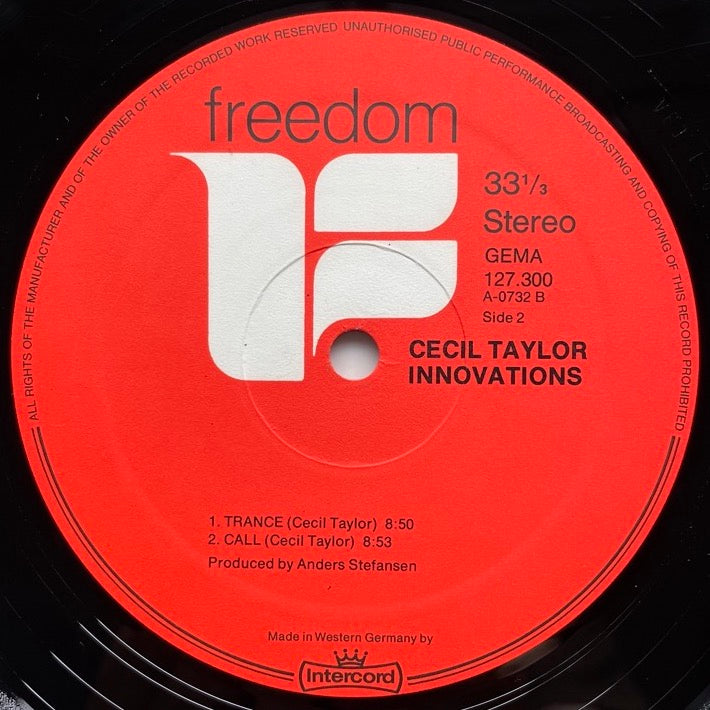 ALL RIGHTS OF THE MANUFACTURER AND OF THE OWNER OF THE RECORDED WORK RESERVED UNAUTHORISED PUBLIC PERFORMANCE BROADCASTING AND COPYING OF THIS RECORD PROHIBITED
freedom
33 1/3
Stereo
GEMA
127.300
A-0732 B
Side 2
CECIL TAYLOR
INNOVATIONS
1. TRANCE (Cecil Taylor) 8:50
2. CALL (Cecil Taylor) 8:53
Produced by Anders Stefansen
Made in Western Germany by
Intercord